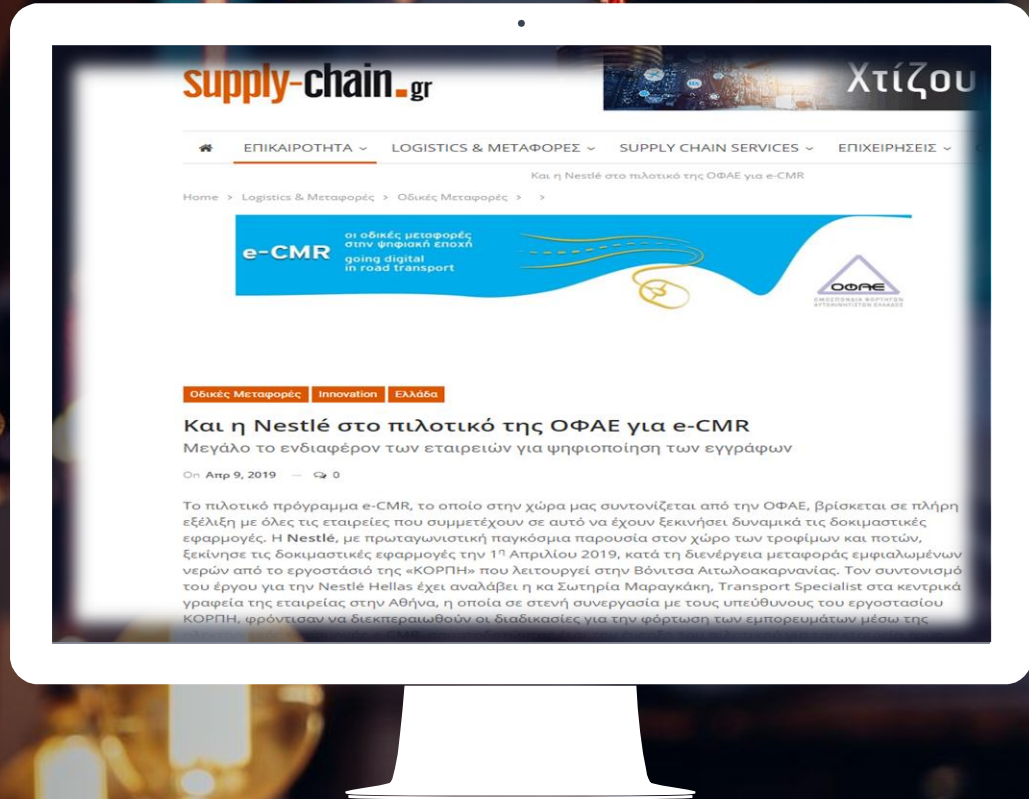 supply-chain.gr
Χτίζου
ΕΠΙΚΑΙΡΟΤΗΤΑ
LOGISTICS & ΜΕΤΑΦΟΡΕΣ
SUPPLY CHAIN SERVICES
ΕΠΙΧΕΙΡΗΣΕΙΣ
Και η Nestlé στο πιλοτικό της ΟΦΑΕ για e-CMR
Home > Logistics & Μεταφορές > Οδικές Μεταφορές > >
e-CMR
οι οδικές μεταφορές
στην ψηφιακή εποχή
going digital
in road transport
ΟΦΑΕ
ΟΜΟΣΠΟΝΔΙΑ ΦΟΡΤΗΓΩΝ
ΑΥΤΟΚΙΝΗΤΙΣΤΩΝ ΕΛΛΑΔΟΣ
Οδικές Μεταφορές Innovation Ελλάδα
Και η Nestlé στο πιλοτικό της ΟΦΑΕ για e-CMR
Μεγάλο το ενδιαφέρον των εταιρειών για ψηφιοποίηση των εγγράφων
On Απρ 9, 2019 — 0
Το πιλοτικό πρόγραμμα e-CMR, το οποίο στην χώρα μας συντονίζεται από την ΟΦΑΕ, βρίσκεται σε πλήρη
εξέλιξη με όλες τις εταιρείες που συμμετέχουν σε αυτό να έχουν ξεκινήσει δυναμικά τις δοκιμαστικές
εφαρμογές. Η Nestlé, με πρωταγωνιστική παγκόσμια παρουσία στον χώρο των τροφίμων και ποτών,
ξεκίνησε τις δοκιμαστικές εφαρμογές την 1η Απριλίου 2019, κατά τη διενέργεια μεταφοράς εμφιαλωμένων
νερών από το εργοστάσιό της «ΚΟΡΠΗ» που λειτουργεί στην Βόνιτσα Αιτωλοακαρνανίας. Τον συντονισμό
του έργου για την Nestlé Hellas έχει αναλάβει η κα Σωτηρία Μαραγκάκη, Transport Specialist στα κεντρικά
γραφεία της εταιρείας στην Αθήνα, η οποία σε στενή συνεργασία με τους υπεύθυνους του εργοστασίου
ΚΟΡΠΗ, φρόντισαν να διεκπεραιωθούν οι διαδικασίες για την φόρτωση των εμπορευμάτων μέσω της